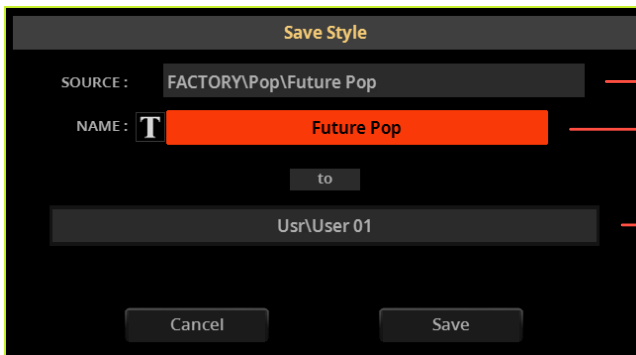 Save Style
SOURCE : FACTORY\Pop\Future Pop
NAME : T Future Pop
to
Usr\User 01
Cancel Save